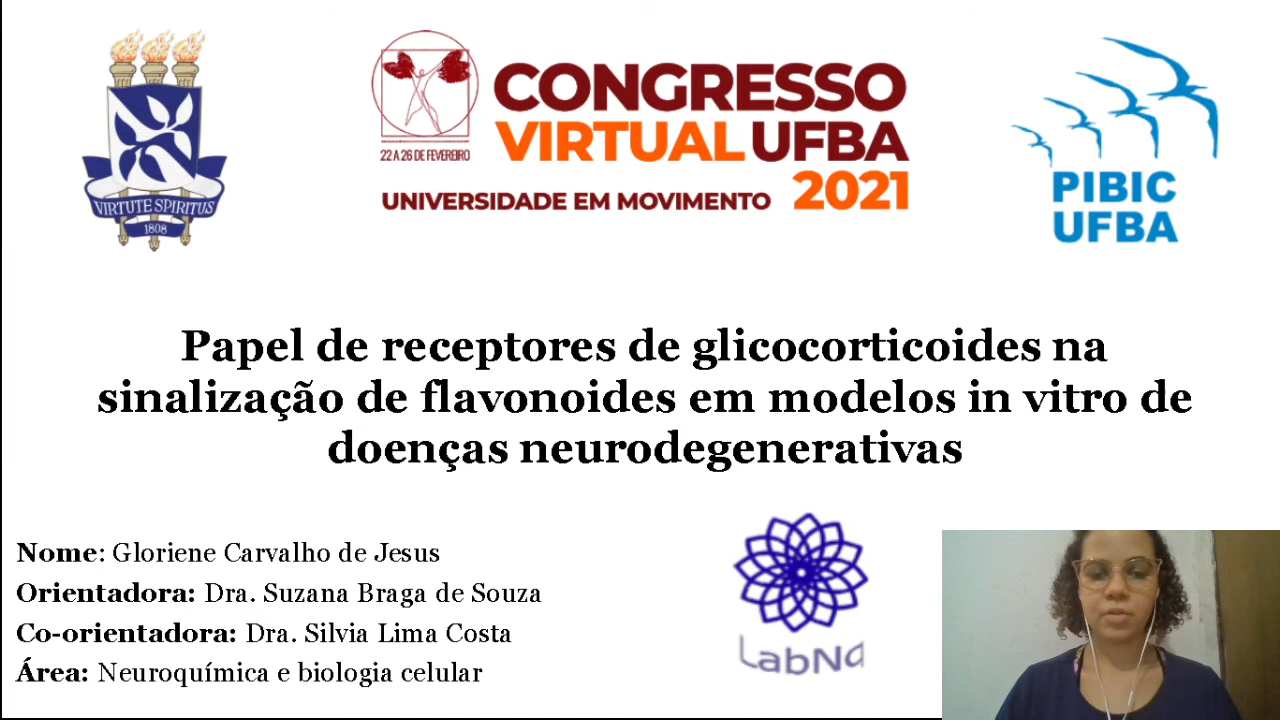 VIRTUTE SPIRITUS
1808
22 A 26 DE FEVEREIRO
CONGRESSO
VIRTUAL UFBA
2021
UNIVERSIDADE EM MOVIMENTO
PIBIC
UFBA
Papel de receptores de glicocorticoides na
sinalização de flavonoides em modelos in vitro de
doenças neurodegenerativas
Nome: Gloriene Carvalho de Jesus
Orientadora: Dra. Suzana Braga de Souza
Co-orientadora: Dra. Silvia Lima Costa
Área: Neuroquímica e biologia celular
LabNq